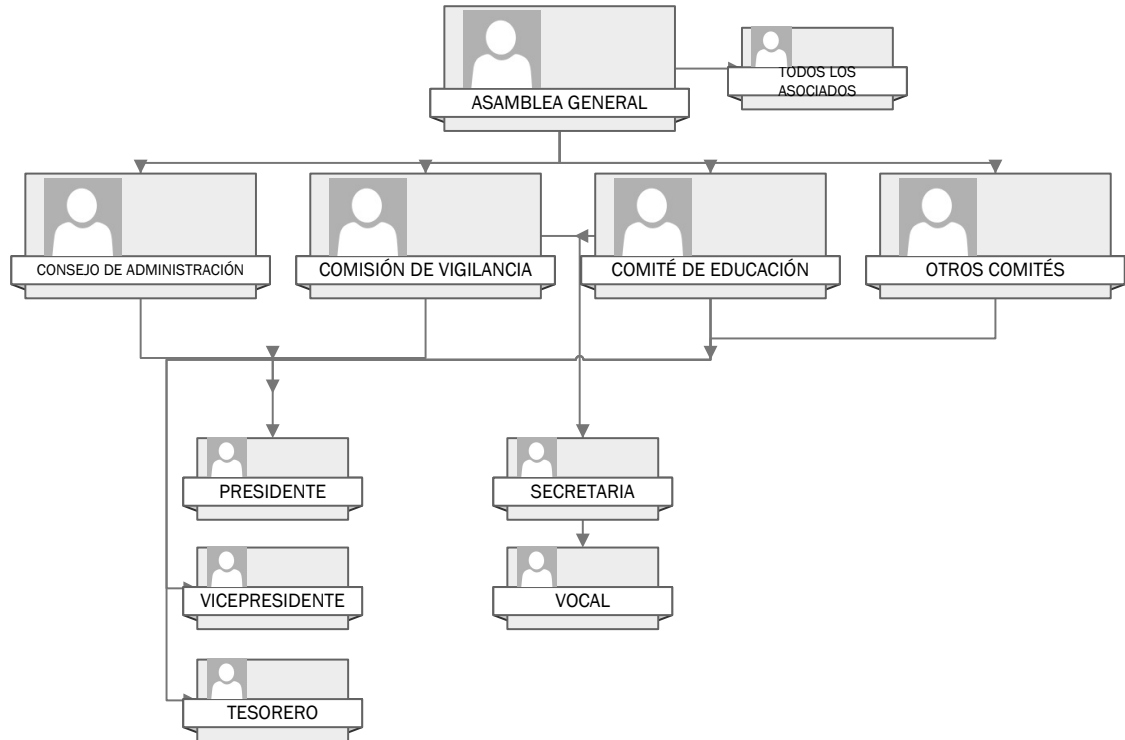 TODOS LOS
ASOCIADOS
ASAMBLEA GENERAL
CONSEJO DE ADMINISTRACIÓN
COMISIÓN DE VIGILANCIA
COMITÉ DE EDUCACIÓN
OTROS COMITÉS
PRESIDENTE
SECRETARIA
VICEPRESIDENTE
VOCAL
TESORERO